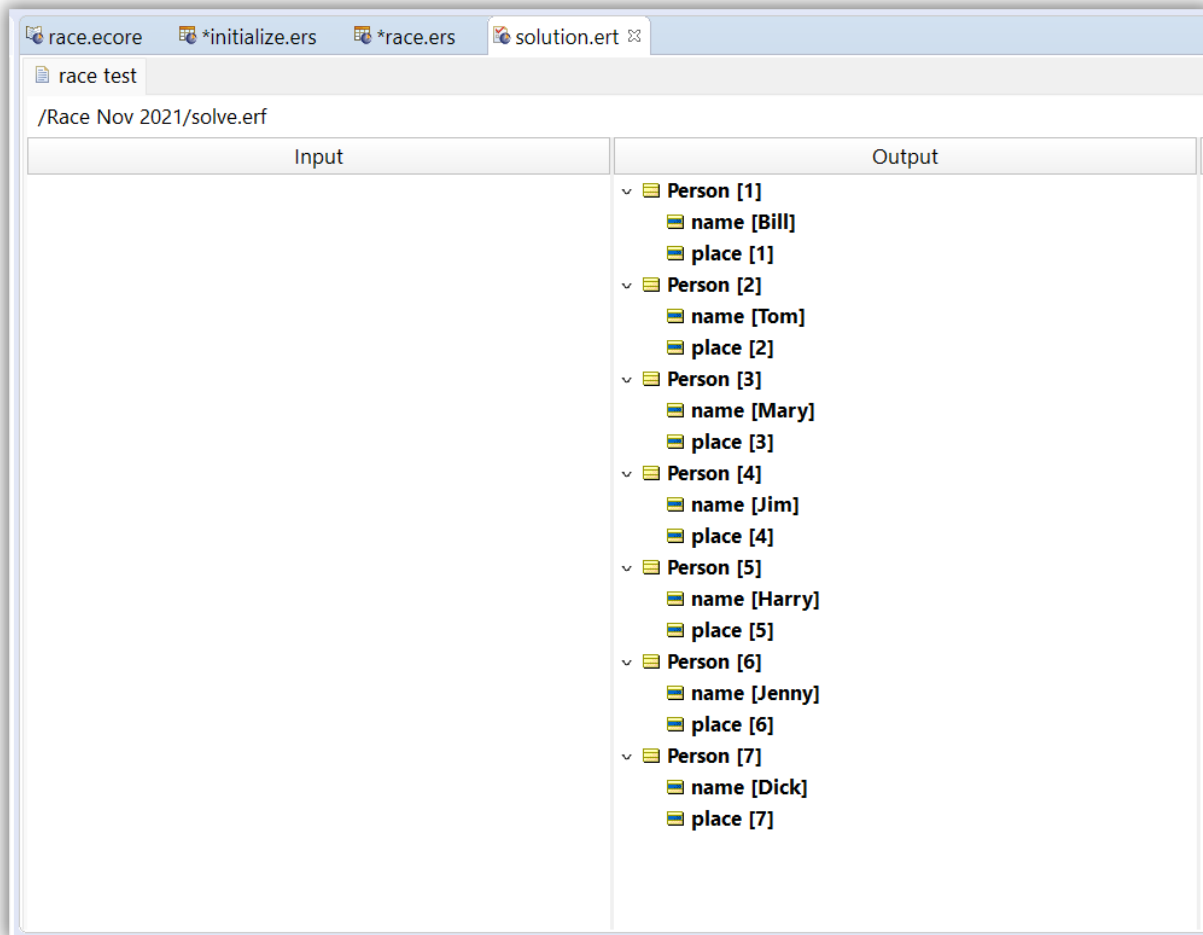 race.ecore *initialize.ers *race.ers solution.ert
race test
/Race Nov 2021/solve.erf
Input Output
Person [1]
name [Bill]
place [1]
Person [2]
name [Tom]
place [2]
Person [3]
name [Mary]
place [3]
Person [4]
name [Jim]
place [4]
Person [5]
name [Harry]
place [5]
Person [6]
name [Jenny]
place [6]
Person [7]
name [Dick]
place [7]